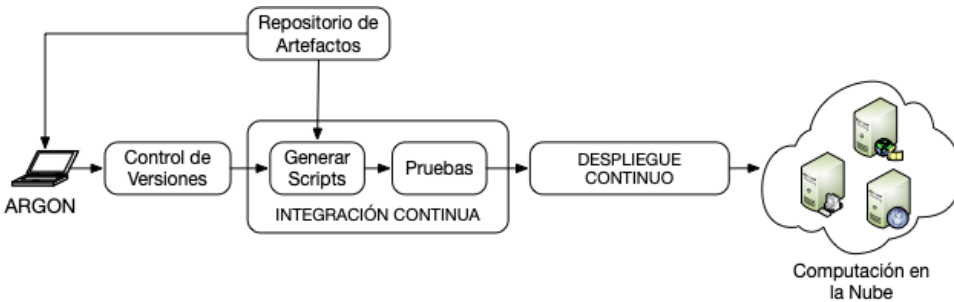 Repositorio de
Artefactos
Control de
Versiones
Generar
Scripts
Pruebas
DESPLIEGUE
CONTINUO
ARGON
INTEGRACIÓN CONTINUA
Computación en
la Nube